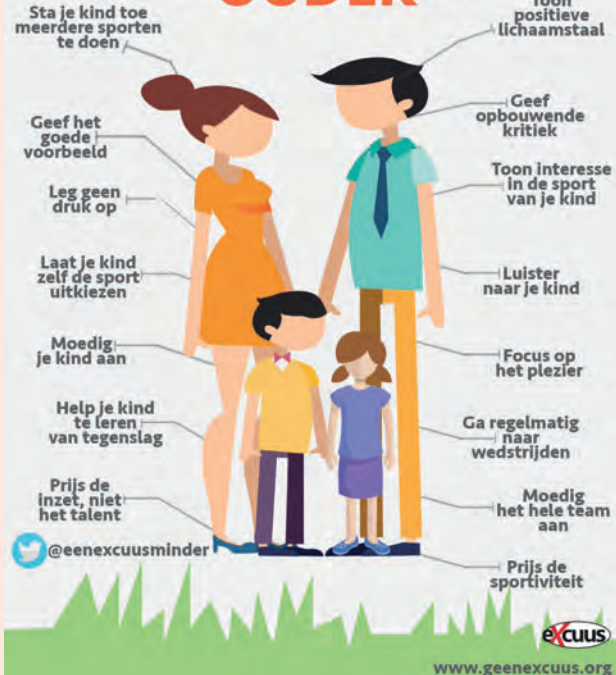 OUDER
Sta je kind toe
meerdere sporten
te doen
Geef het
goede
voorbeeld
Leg geen
druk op
Laat je kind
zelf de sport
uitkiezen
Moedig
je kind aan
Help je kind
te leren
van tegenslag
Prijs de
inzet, niet
het talent
@eenexcuusminder
Toon
positieve
lichaamstaal
Geef
opbouwende
kritiek
Toon interesse
in de sport
van je kind
Luister
naar je kind
Focus op
het plezier
Ga regelmatig
naar
wedstrijden
Moedig
het hele team
aan
Prijs de
sportiviteit
eXcuus
www.geenexcuus.org